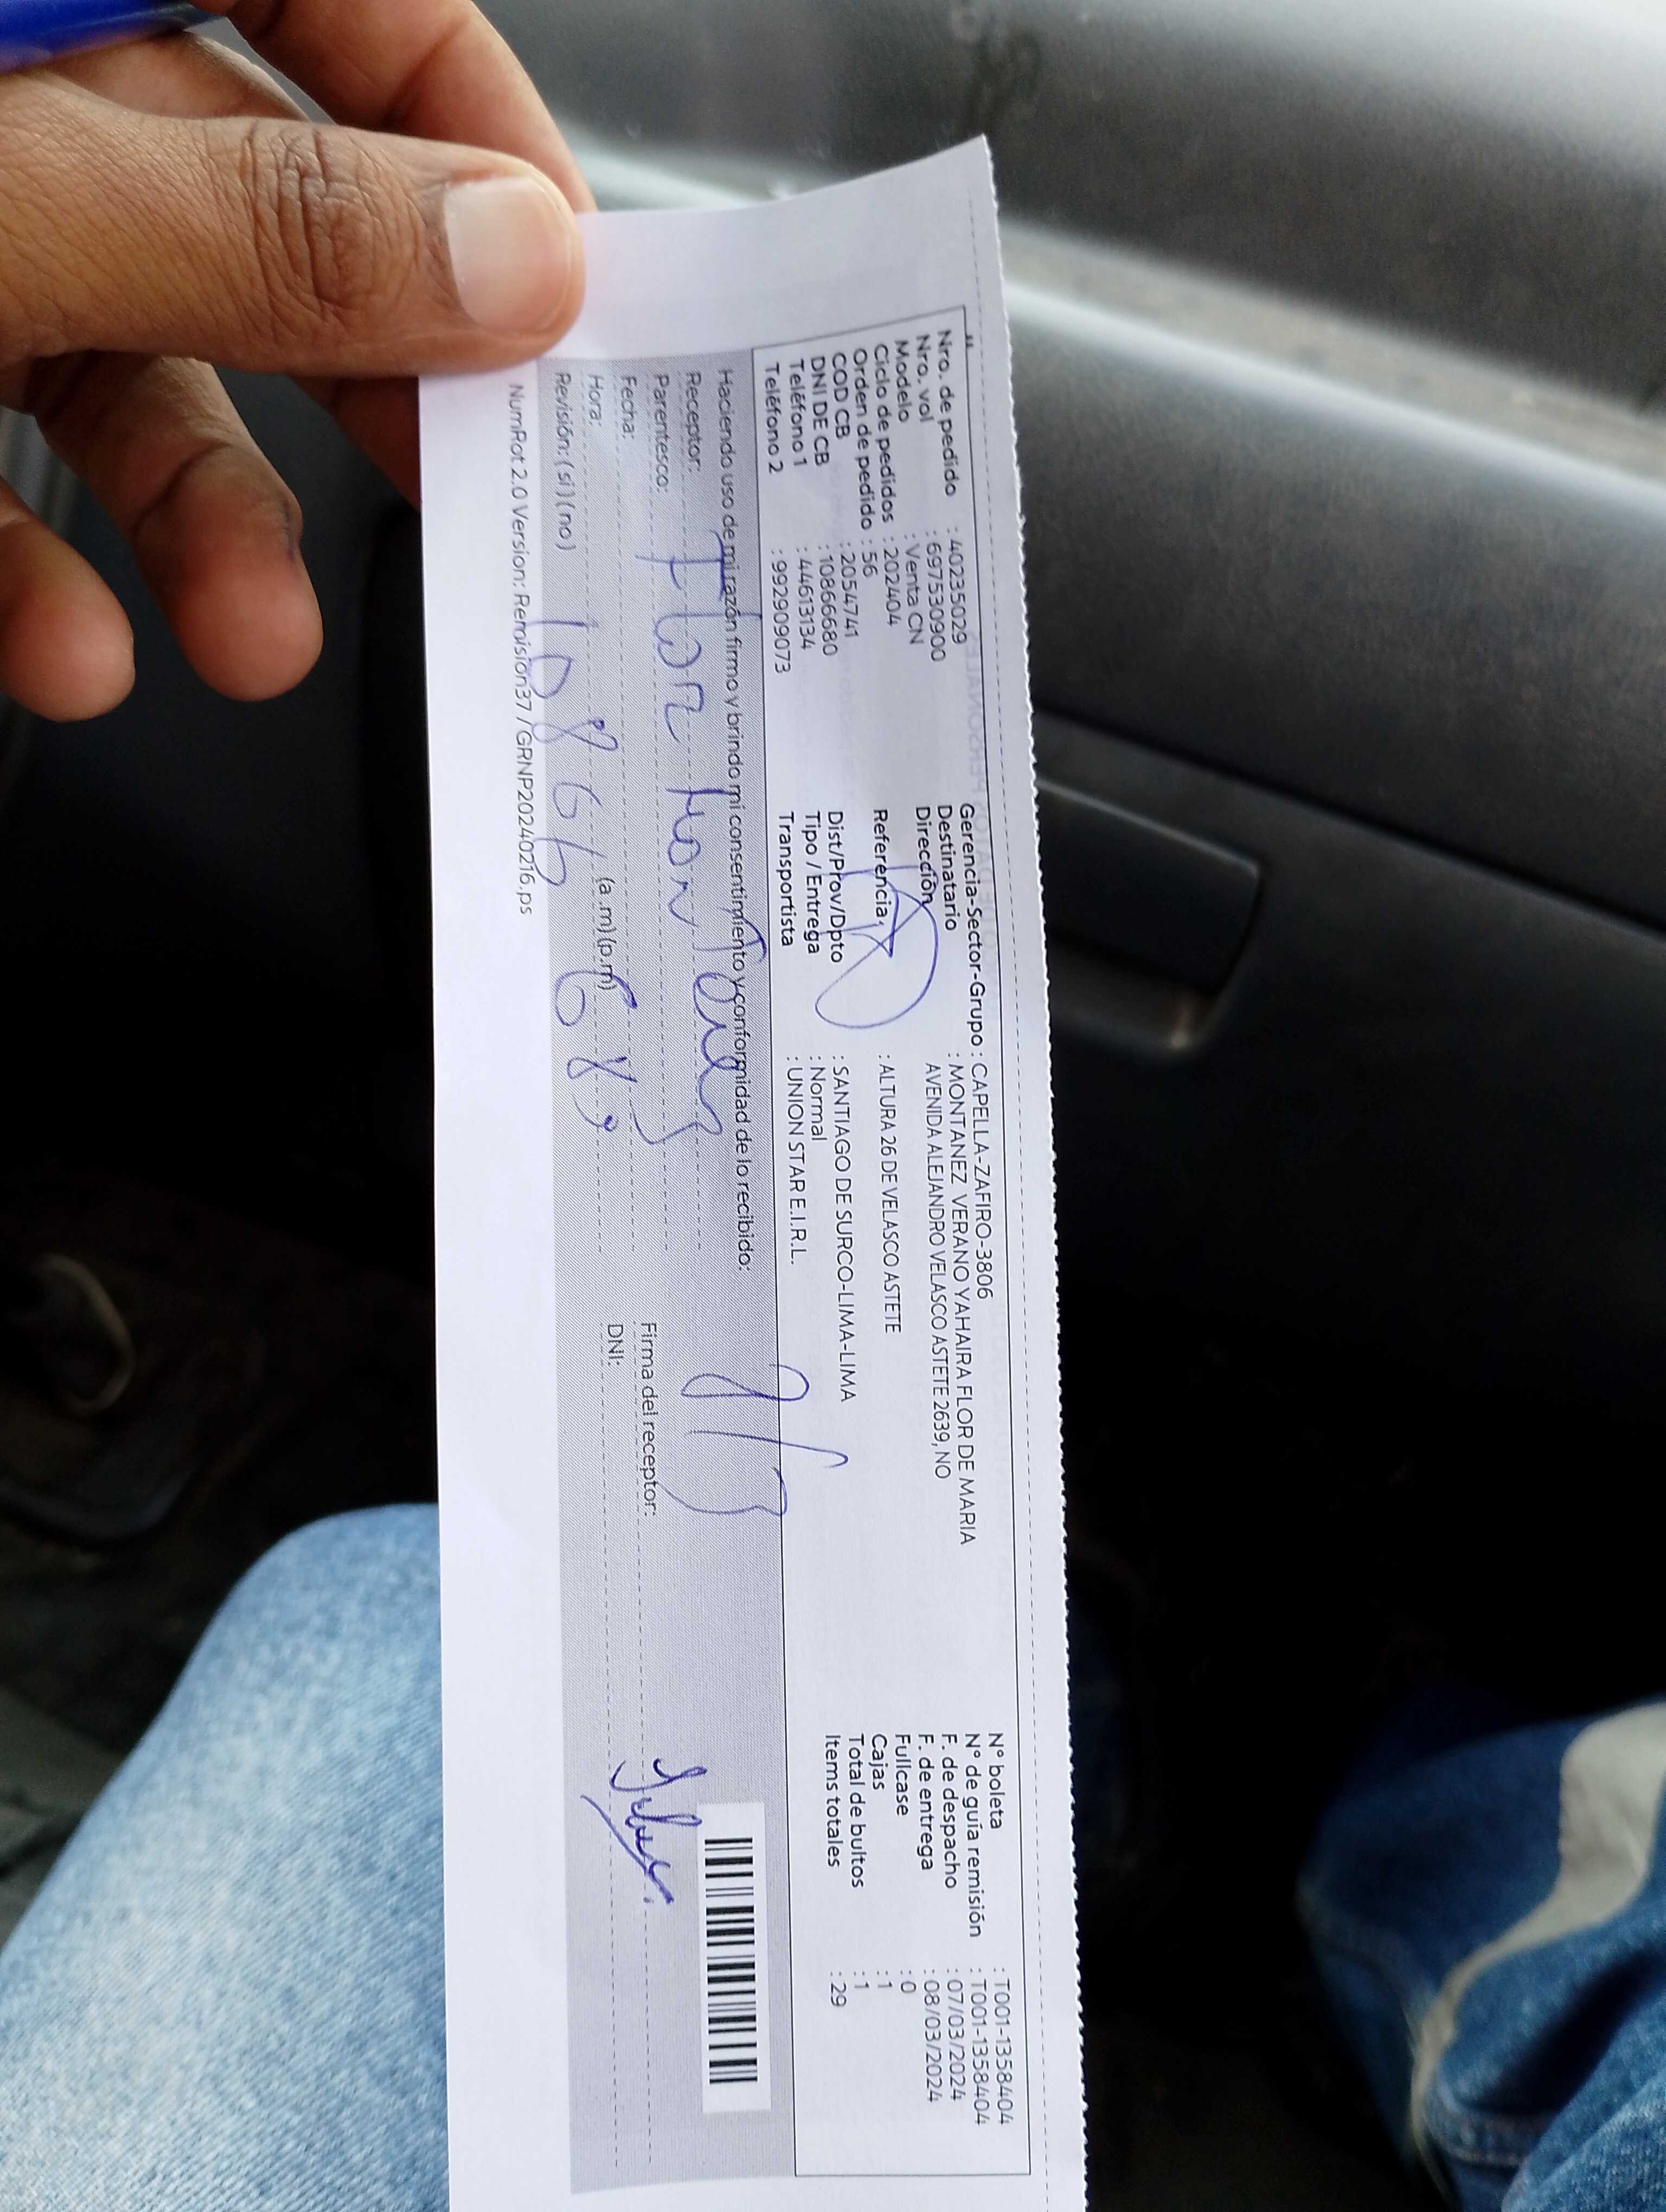 Nro. de pedido : 40235029
Nro. vol : 697530900
Modelo : Venta CN
Ciclo de pedidos : 202404
Orden de pedido : 56
COD CB : 2054741
DNI DE CB : 10866680
Teléfono 1 : 44613134
Teléfono 2 : 992909073
Gerencia-Sector-Grupo : CAPELLA-ZAFIRO-3806
Destinatario : MONTANEZ VERANO YAHAIRA FLOR DE MARIA
Dirección AVENIDA ALEJANDRO VELASCO ASTETE 2639, NO
Referencia : ALTURA 26 DE VELASCO ASTETE
Dist/Prov/Dpto : SANTIAGO DE SURCO-LIMA-LIMA
Tipo / Entrega : Normal
Transportista : UNION STAR E.I.R.L.
N° boleta : T001-1358404
N° de guía remisión : T001-1358404
F. de despacho : 07/03/2024
F. de entrega : 08/03/2024
Fullcase : 0
Cajas : 1
Total de bultos : 1
Items totales : 29
Haciendo uso de mi razón firmo y brindo mi consentimiento y conformidad de lo recibido:
Receptor:
Parentesco: Flor
Fecha:
Hora: (a.m) (p.m)
Revisión: (si) (no)
10866680
Firma del receptor:
DNI:
NumRot 2.0 Version: Remision37 / GRNP20240216.ps